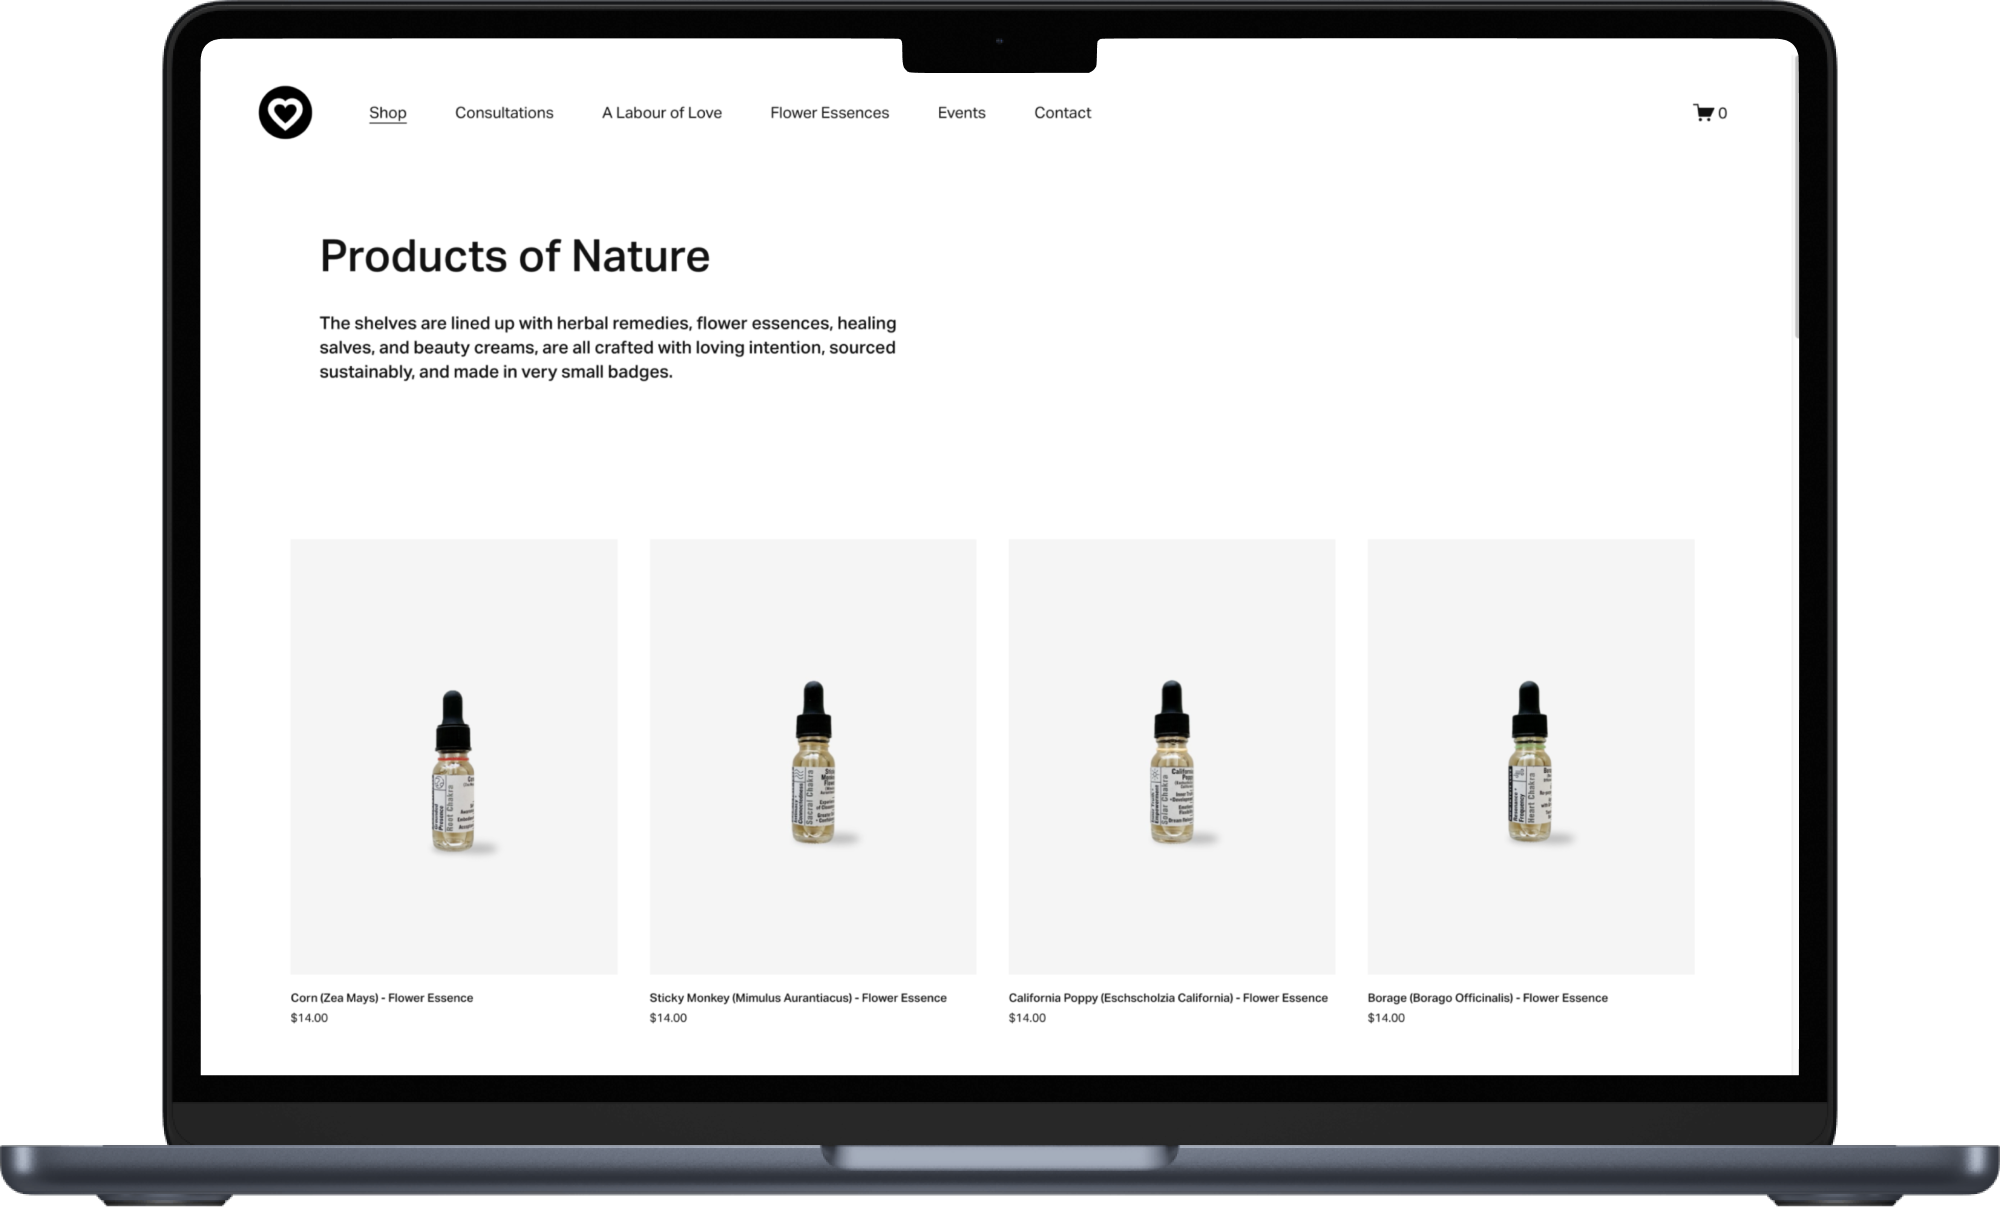 Shop
Consultations
A Labour of Love
Flower Essences
Events
Contact
0
Products of Nature
The shelves are lined up with herbal remedies, flower essences, healing
salves, and beauty creams, are all crafted with loving intention, sourced
sustainably, and made in very small badges.
Presence
Root Chakra
Sacral Chakra
California
Solar Chakra
Frequency
Heart Chakra
Corn (Zea Mays) - Flower Essence
$14.00
Sticky Monkey (Mimulus Aurantiacus) - Flower Essence
$14.00
California Poppy (Eschscholzia California) - Flower Essence
$14.00
Borage (Borago Officinalis) - Flower Essence
$14.00